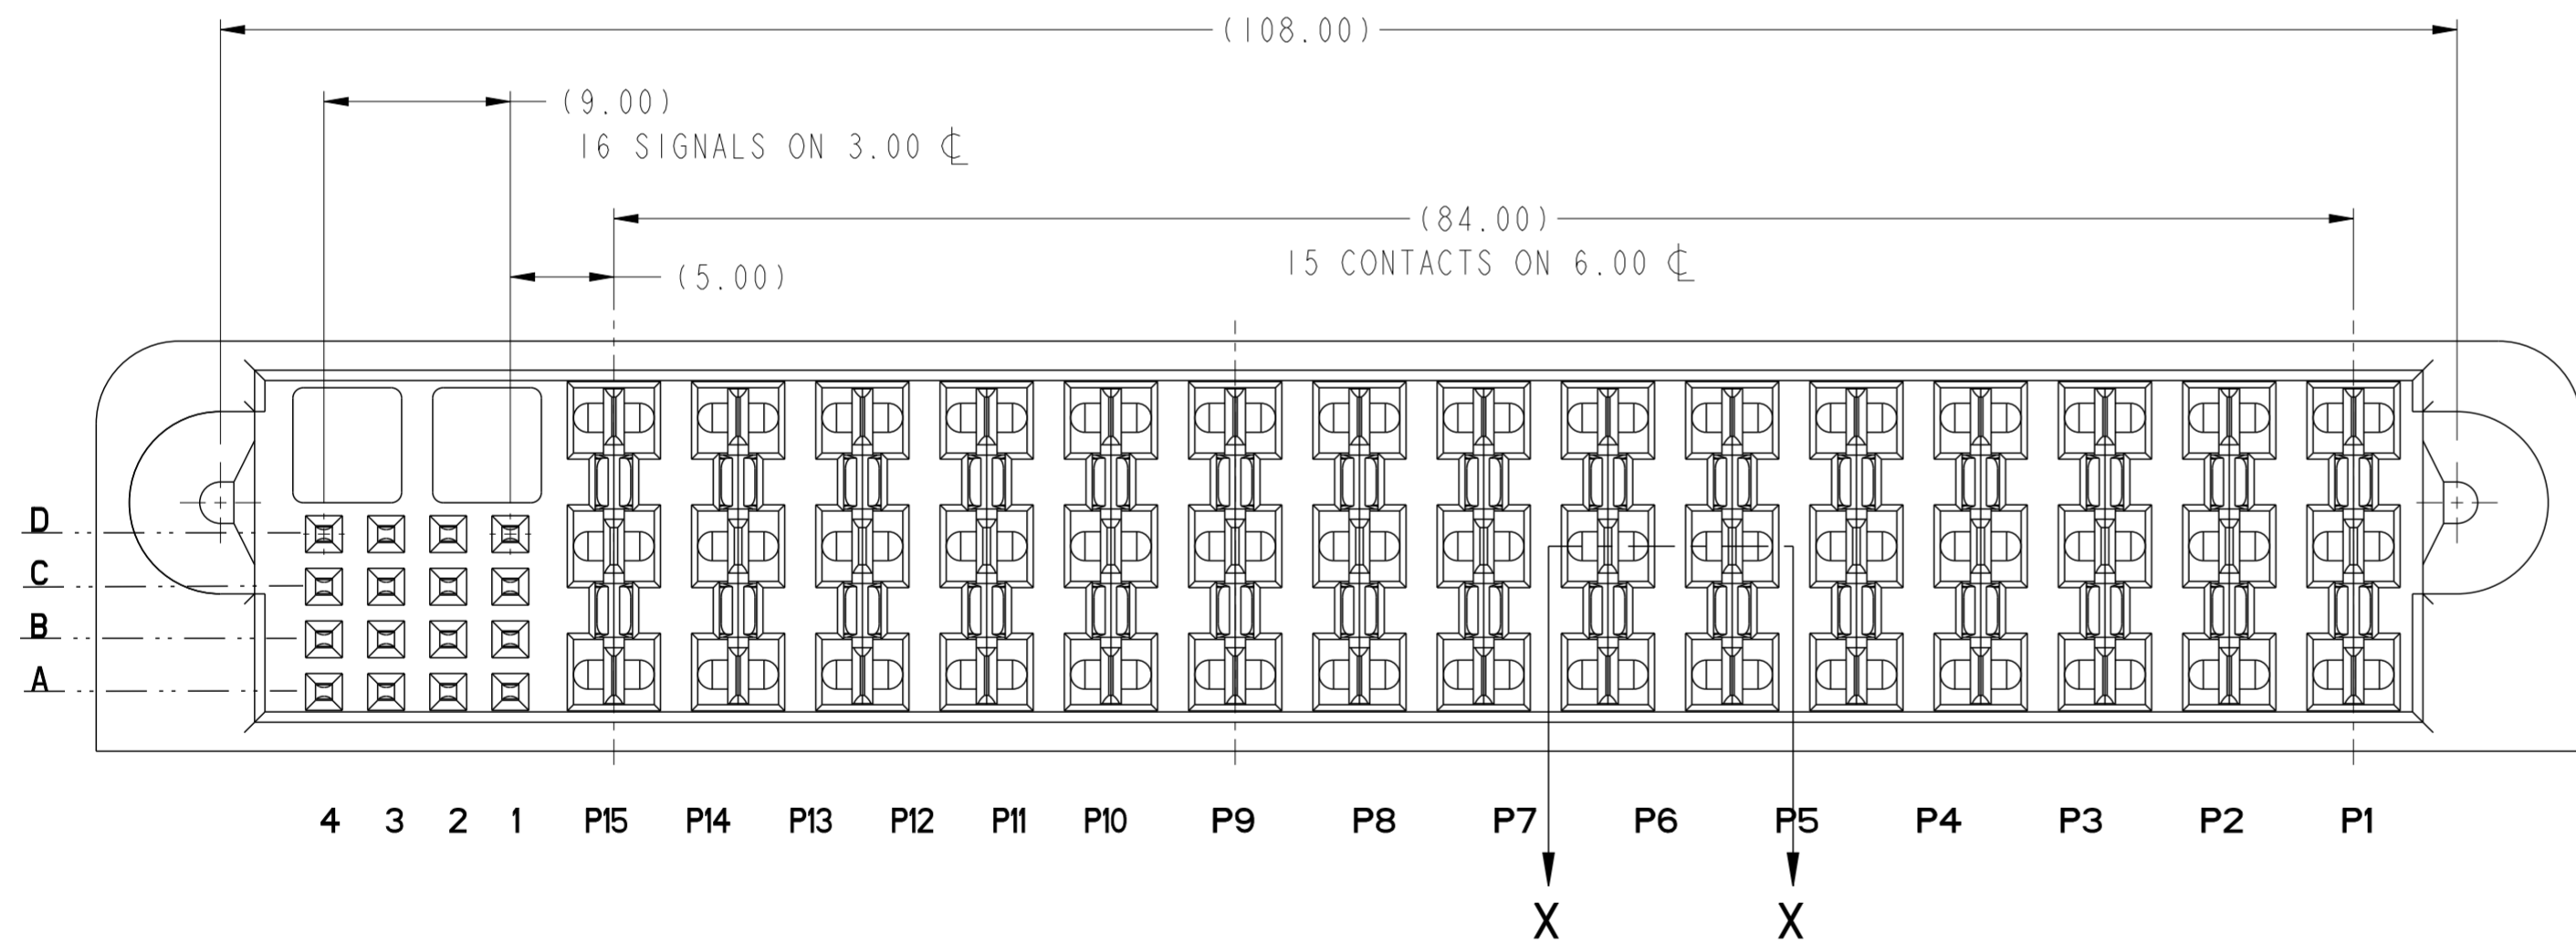 (108.00)
(9.00)
16 SIGNALS ON 3.00 ℄
(84.00)
15 CONTACTS ON 6.00 ℄
(5.00)
D
C
B
A
4 3 2 1 P15 P14 P13 P12 P11 P10 P9 P8 P7 P6 P5 P4 P3 P2 P1
X X